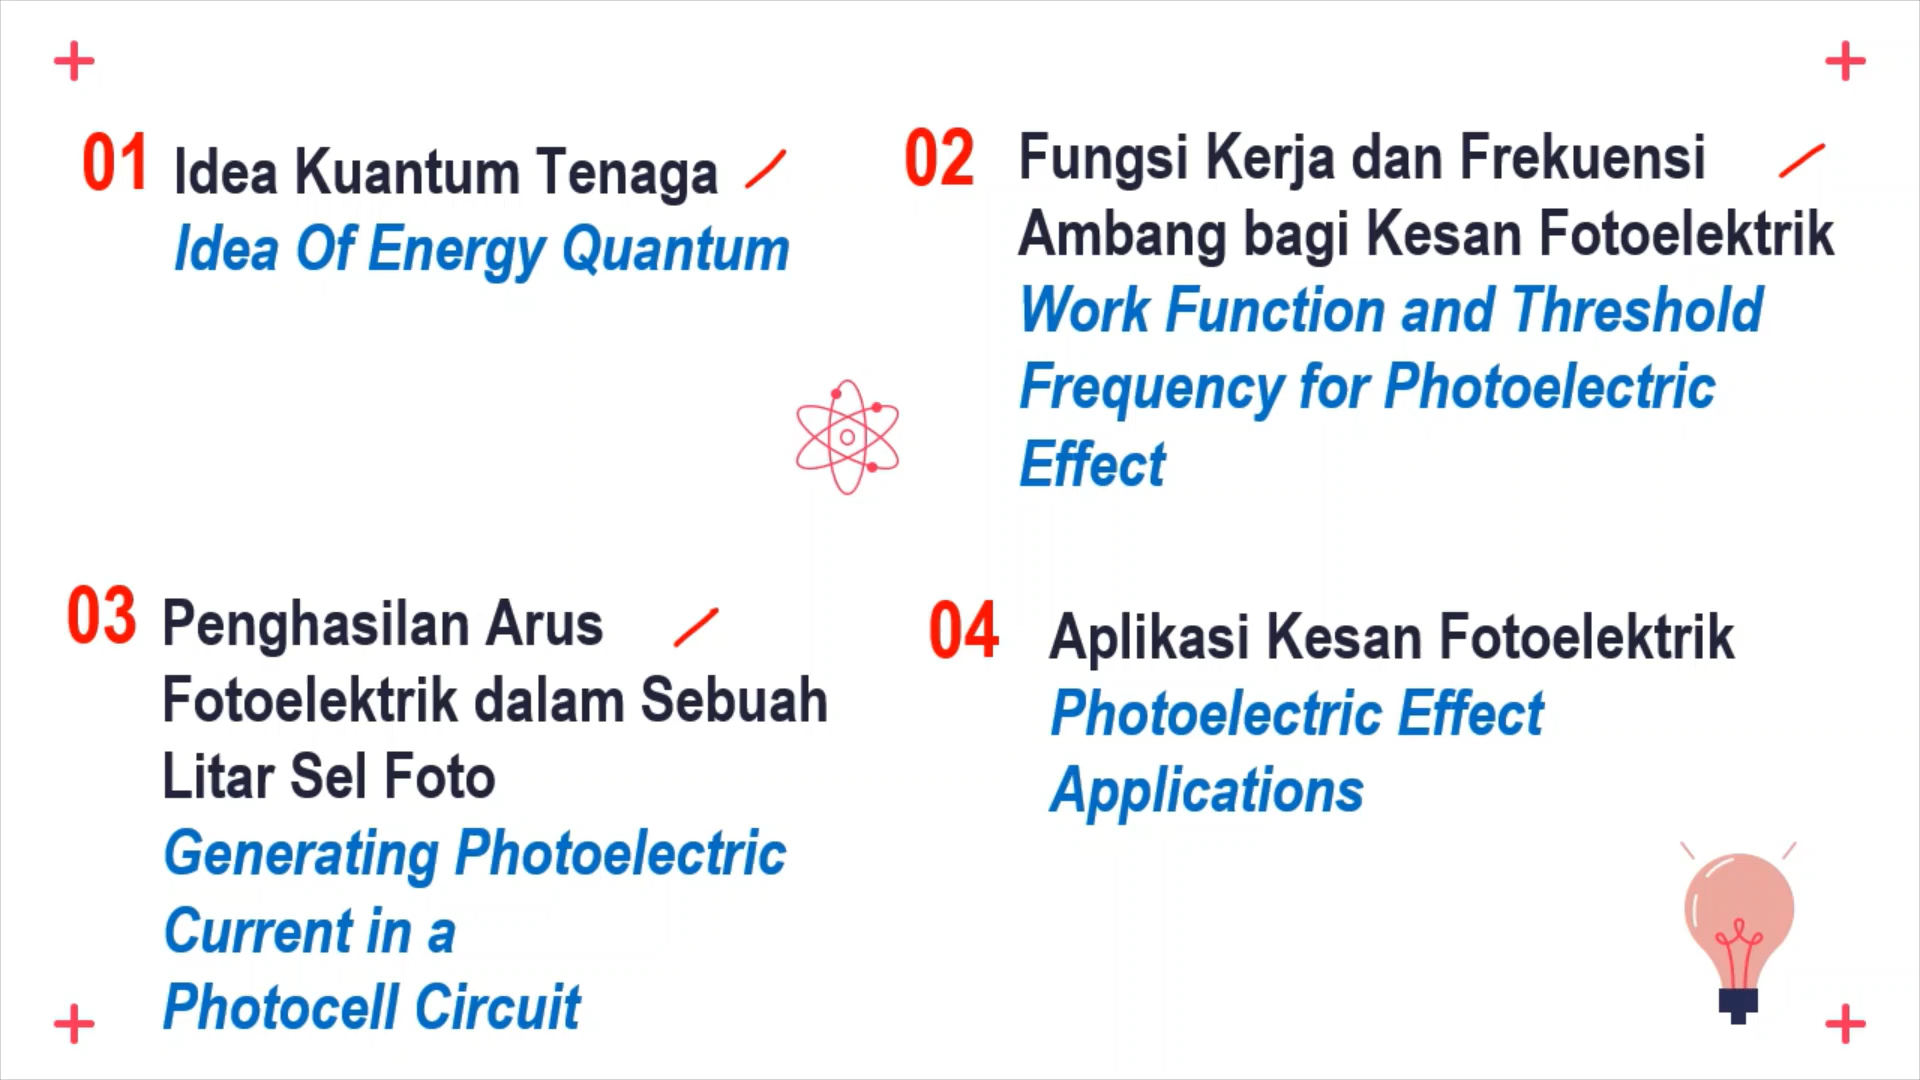 01
Idea Kuantum Tenaga
Idea Of Energy Quantum
02
Fungsi Kerja dan Frekuensi
Ambang bagi Kesan Fotoelektrik
Work Function and Threshold
Frequency for Photoelectric
Effect
03
Penghasilan Arus
Fotoelektrik dalam Sebuah
Litar Sel Foto
Generating Photoelectric
Current in a
Photocell Circuit
04
Aplikasi Kesan Fotoelektrik
Photoelectric Effect
Applications